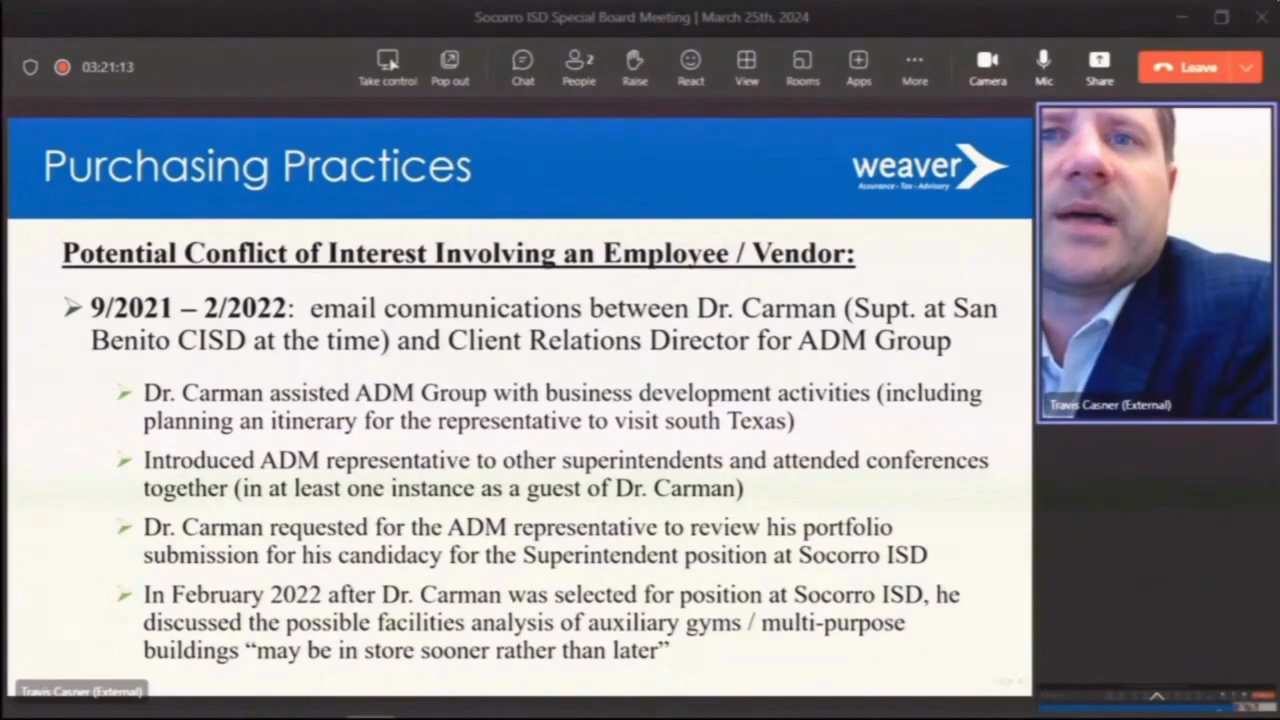 Socorro ISD Special Board Meeting | March 25th, 2024
03:21:13
Take control
Pop out
Chat
People
2
Raise
React
View
Rooms
Apps
More
Camera
Mic
Share
Leave
Purchasing Practices
weaver
Assurance • Tax • Advisory
Potential Conflict of Interest Involving an Employee / Vendor:
9/2021 – 2/2022: email communications between Dr. Carman (Supt. at San
Benito CISD at the time) and Client Relations Director for ADM Group
Dr. Carman assisted ADM Group with business development activities (including
planning an itinerary for the representative to visit south Texas)
Introduced ADM representative to other superintendents and attended conferences
together (in at least one instance as a guest of Dr. Carman)
Dr. Carman requested for the ADM representative to review his portfolio
submission for his candidacy for the Superintendent position at Socorro ISD
In February 2022 after Dr. Carman was selected for position at Socorro ISD, he
discussed the possible facilities analysis of auxiliary gyms / multi-purpose
buildings “may be in store sooner rather than later”
Travis Casner (External)
Travis Casner (External)